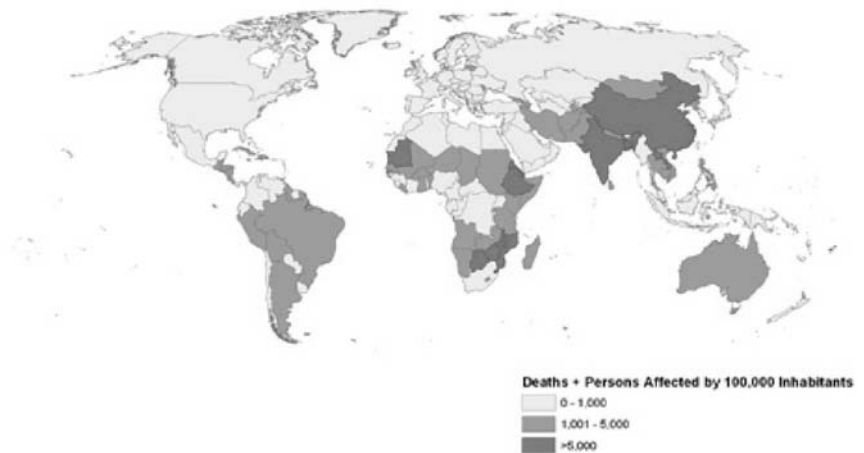 Deaths + Persons Affected by 100,000 Inhabitants
0 - 1,000
1,001 - 5,000
>5,000